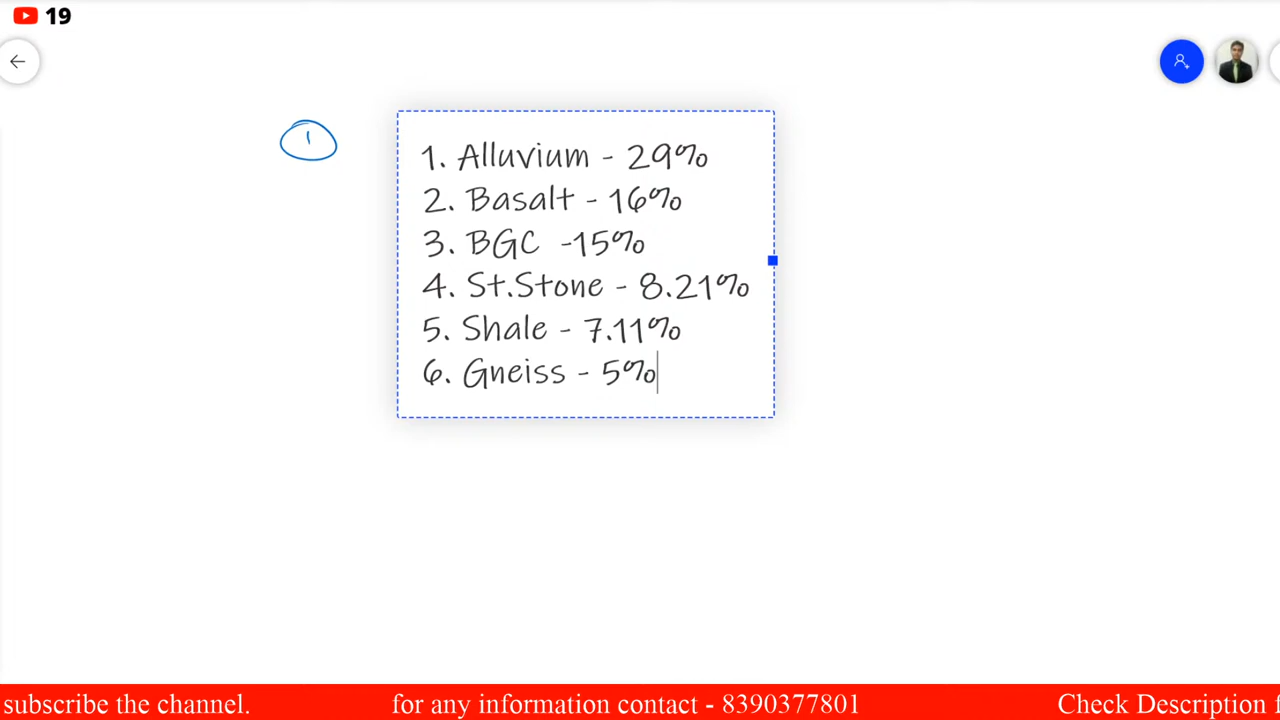 19
1
1. Alluvium - 29%
2. Basalt - 16%
3. BGC -15%
4. St.Stone - 8.21%
5. Shale - 7.11%
6. Gneiss - 5%
subscribe the channel. for any information contact - 8390377801 Check Description f